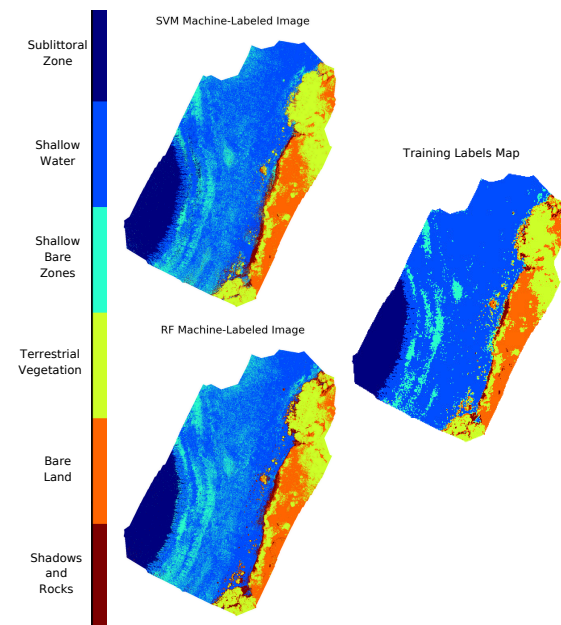 SVM Machine-Labeled Image
Sublittoral
Zone
Shallow
Water
Training Labels Map
Shallow
Bare
Zones
RF Machine-Labeled Image
Terrestrial
Vegetation
Bare
Land
Shadows
and
Rocks